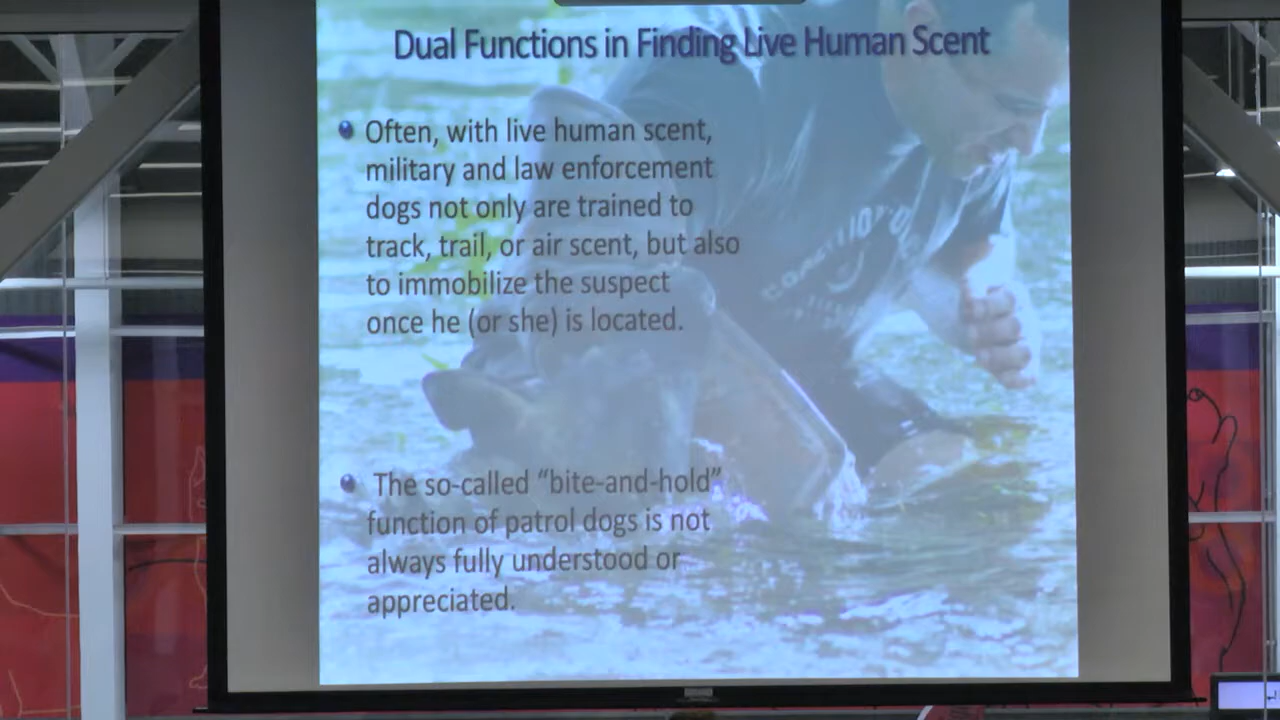 Dual Functions in Finding Live Human Scent
Often, with live human scent,
military and law enforcement
dogs not only are trained to
track, trail, or air scent, but also
to immobilize the suspect
once he (or she) is located.
The so-called “bite-and-hold”
function of patrol dogs is not
always fully understood or
appreciated.